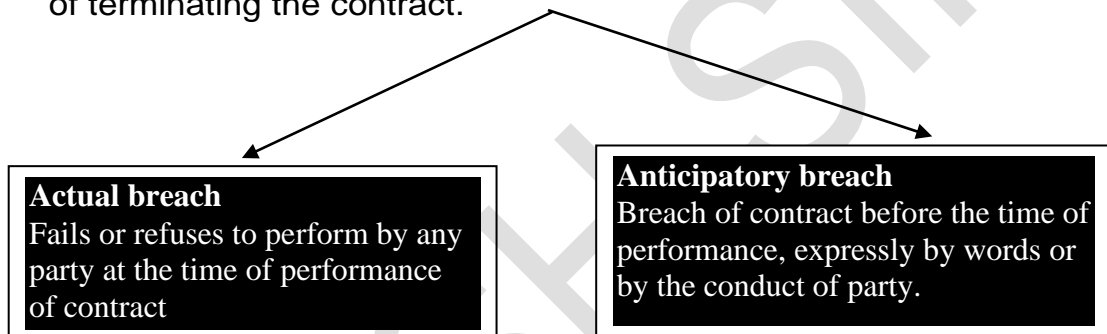 of terminating the contract.
Actual breach
Fails or refuses to perform by any
party at the time of performance
of contract
Anticipatory breach
Breach of contract before the time of
performance, expressly by words or
by the conduct of party.